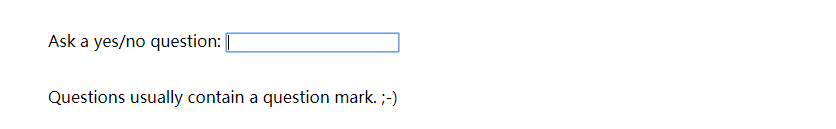 Ask a yes/no question:
Questions usually contain a question mark. ;-)